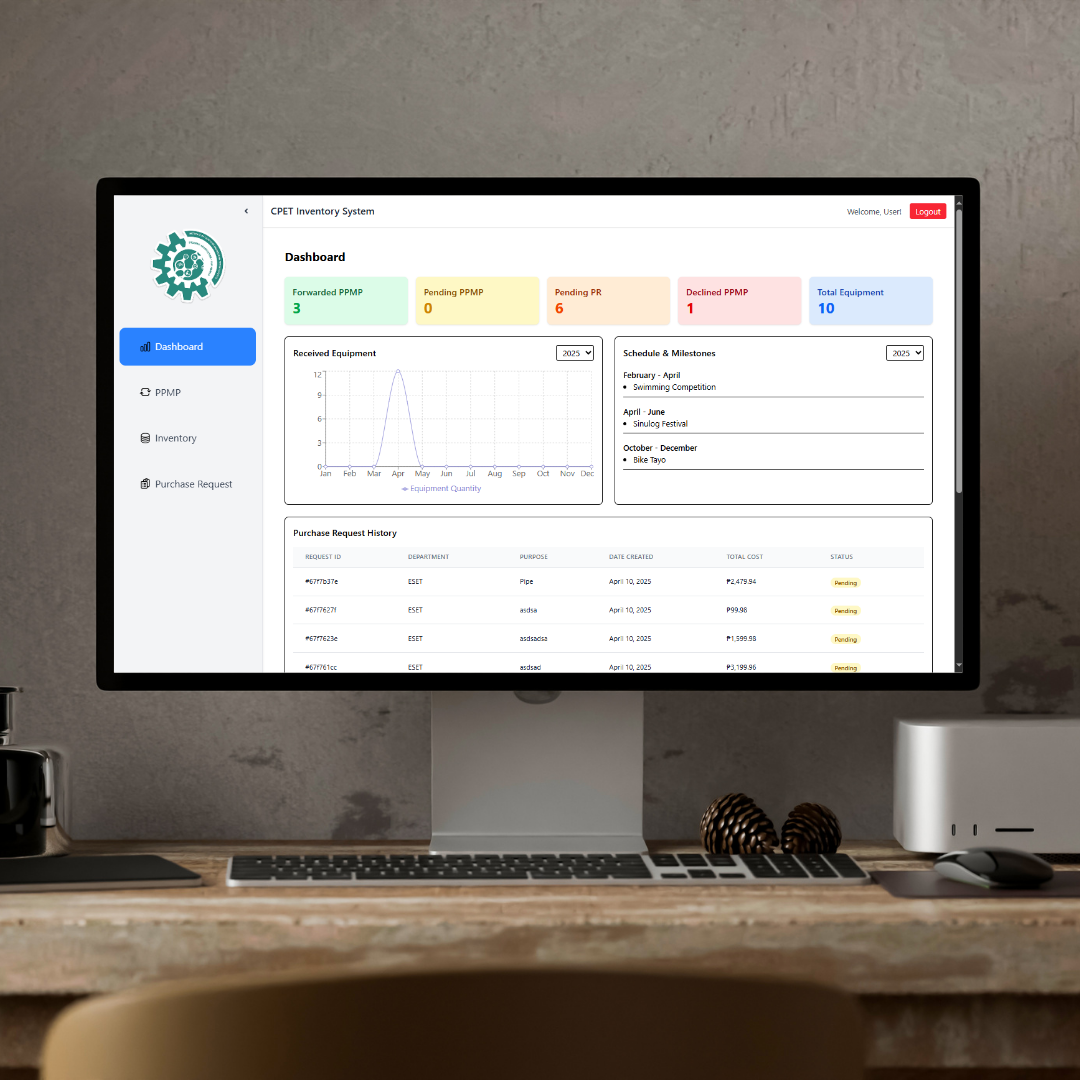 CPET Inventory System
Welcome, User!
Logout
Dashboard
PPMP
Inventory
Purchase Request
Dashboard
Forwarded PPMP
3
Pending PPMP
0
Pending PR
6
Declined PPMP
1
Total Equipment
10
Received Equipment
2025
12
9
6
3
0
Jan Feb Mar Apr May Jun Jul Aug Sep Oct Nov Dec
Equipment Quantity
Schedule & Milestones
2025
February - April
Swimming Competition
April - June
Sinulog Festival
October - December
Bike Tayo
Purchase Request History
REQUEST ID DEPARTMENT PURPOSE DATE CREATED TOTAL COST STATUS
#67f7b37e ESET Pipe April 10, 2025 ₱2,479.94 Pending
#67f7627f ESET asdsa April 10, 2025 ₱99.98 Pending
#67f7623e ESET asdsadsa April 10, 2025 ₱1,599.98 Pending
#67f761cc ESET asdsad April 10, 2025 ₱3,199.96 Pending